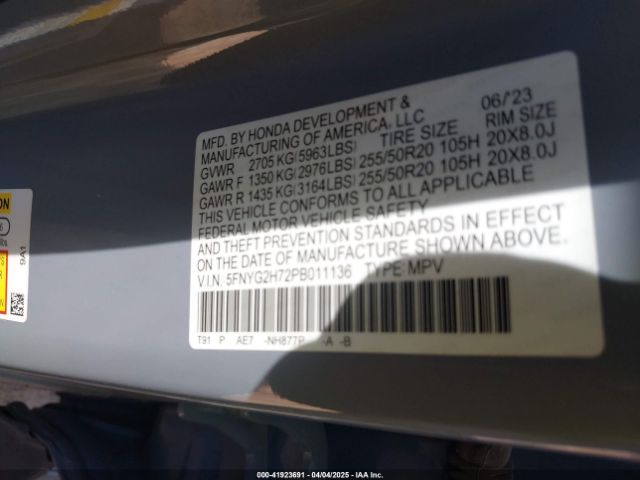 MFD. BY HONDA DEVELOPMENT & 06/'23
MANUFACTURING OF AMERICA, LLC
TIRE SIZE RIM SIZE
GVWR 2705 KG(5963LBS)
GAWR F 1350 KG(2976LBS) 255/50R20 105H 20X8.0J
GAWR R 1435 KG(3164LBS) 255/50R20 105H 20X8.0J
THIS VEHICLE CONFORMS TO ALL APPLICABLE
FEDERAL MOTOR VEHICLE SAFETY
AND THEFT PREVENTION STANDARDS IN EFFECT
ON THE DATE OF MANUFACTURE SHOWN ABOVE.
V.I.N. 5FNYG2H72PB011136 TYPE:MPV
T91 P AE7 -NH877P -A -B
9A1
000-41923691 - 04/04/2025 - IAA Inc.